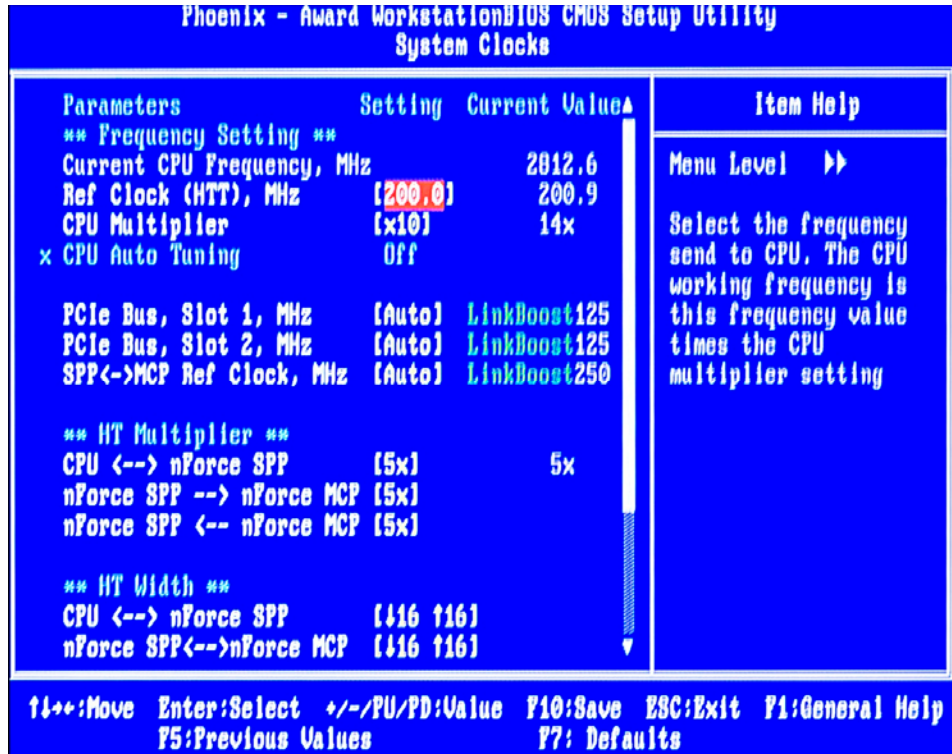 Phoenix - Award WorkstationBIOS CMOS Setup Utility
System Clocks
Parameters Setting Current Value▲
** Frequency Setting **
Current CPU Frequency, MHz 2812.6
Ref Clock (HTT), MHz [200.0] 200.9
CPU Multiplier [x10] 14x
x CPU Auto Tuning Off
PCIe Bus, Slot 1, MHz [Auto] LinkBoost125
PCIe Bus, Slot 2, MHz [Auto] LinkBoost125
SPP<->MCP Ref Clock, MHz [Auto] LinkBoost250
** HT Multiplier **
CPU <--> nForce SPP [5x] 5x
nForce SPP --> nForce MCP [5x]
nForce SPP <-- nForce MCP [5x]
** HT Width **
CPU <--> nForce SPP [↓16 ↑16]
nForce SPP<-->nForce MCP [↓16 ↑16] ▼
Item Help
Menu Level ▶▶
Select the frequency
send to CPU. The CPU
working frequency is
this frequency value
times the CPU
multiplier setting
↑↓→←:Move Enter:Select +/-/PU/PD:Value F10:Save ESC:Exit F1:General Help
F5:Previous Values F7: Defaults